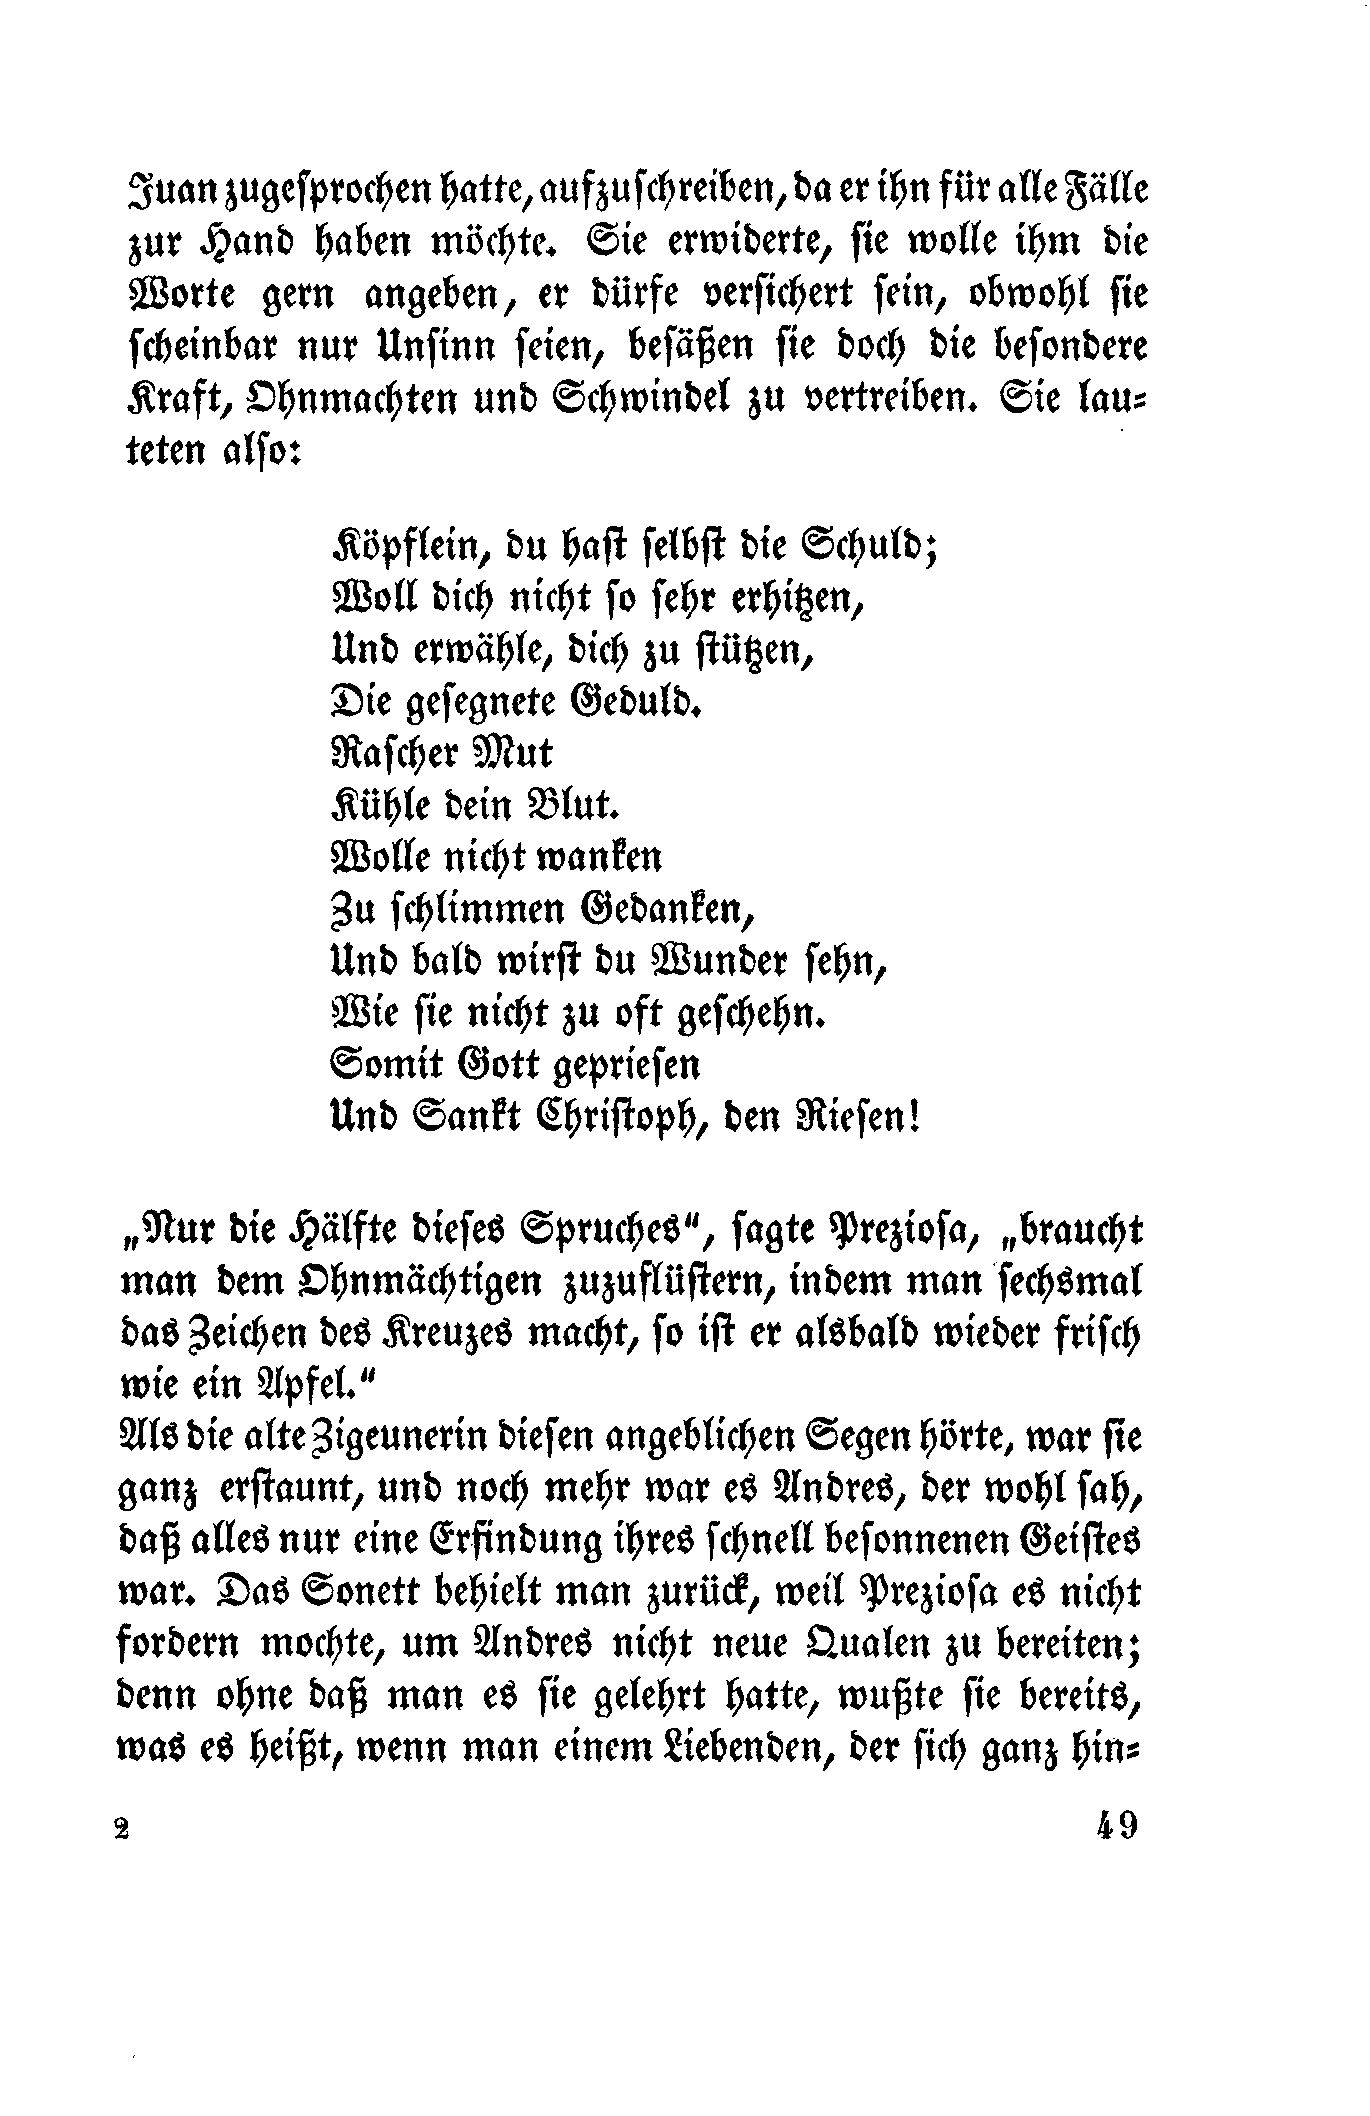 Juan zugesprochen hatte, aufzuschreiben, da er ihn für alle Fälle
zur Hand haben möchte. Sie erwiderte, sie wolle ihm die
Worte gern angeben, er dürfe versichert sein, obwohl sie
scheinbar nur Unsinn seien, besäßen sie doch die besondere
Kraft, Ohnmachten und Schwindel zu vertreiben. Sie lau-
teten also:
Köpflein, du hast selbst die Schuld;
Woll dich nicht so sehr erhitzen,
Und erwähle, dich zu stützen,
Die gesegnete Geduld.
Rascher Mut
Kühle dein Blut.
Wolle nicht wanken
Zu schlimmen Gedanken,
Und bald wirst du Wunder sehn,
Wie sie nicht zu oft geschehn.
Somit Gott gepriesen
Und Sankt Christoph, den Riesen!
„Nur die Hälfte dieses Spruches“, sagte Preziosa, „braucht
man dem Ohnmächtigen zuzuflüstern, indem man sechsmal
das Zeichen des Kreuzes macht, so ist er alsbald wieder frisch
wie ein Apfel.“
Als die alte Zigeunerin diesen angeblichen Segen hörte, war sie
ganz erstaunt, und noch mehr war es Andres, der wohl sah,
daß alles nur eine Erfindung ihres schnell besonnenen Geistes
war. Das Sonett behielt man zurück, weil Preziosa es nicht
fordern mochte, um Andres nicht neue Qualen zu bereiten;
denn ohne daß man es sie gelehrt hatte, wußte sie bereits,
was es heißt, wenn man einem Liebenden, der sich ganz hin-
2 49